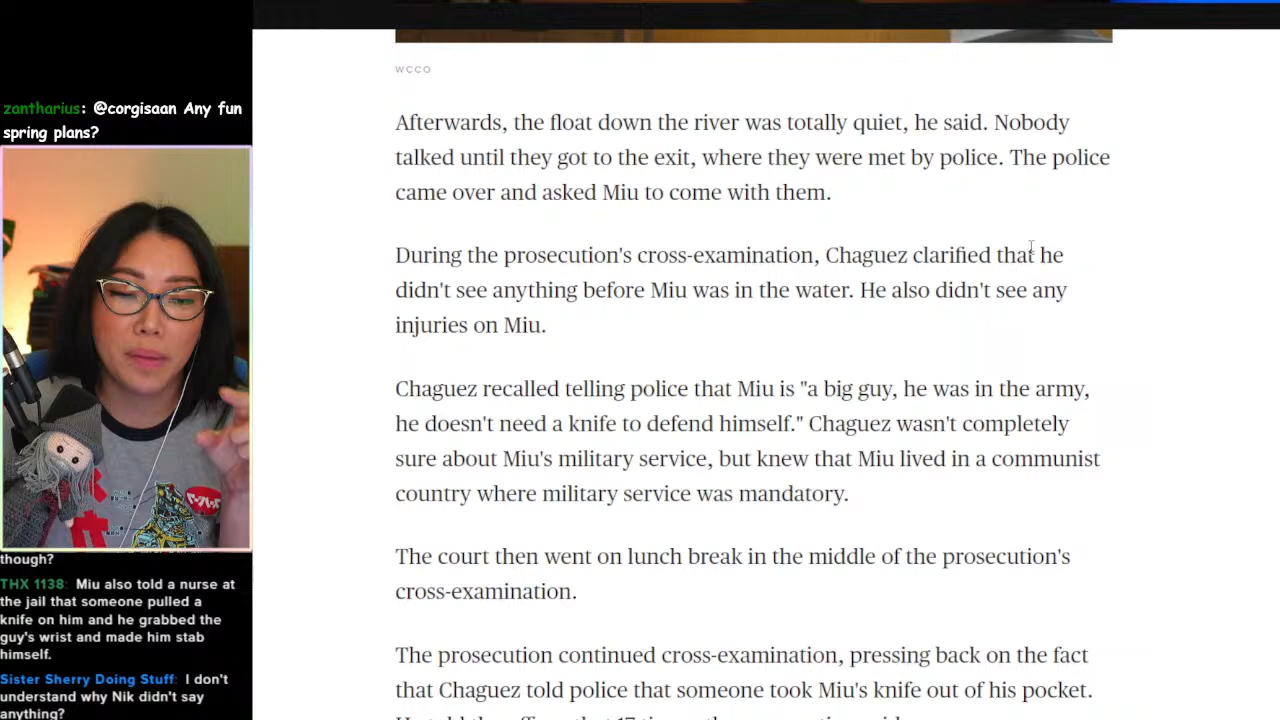 WCCO
zantharius: @corgisaan Any fun
spring plans?
Afterwards, the float down the river was totally quiet, he said. Nobody
talked until they got to the exit, where they were met by police. The police
came over and asked Miu to come with them.
During the prosecution's cross-examination, Chaguez clarified that he
didn't see anything before Miu was in the water. He also didn't see any
injuries on Miu.
Chaguez recalled telling police that Miu is "a big guy, he was in the army,
he doesn't need a knife to defend himself." Chaguez wasn't completely
sure about Miu's military service, but knew that Miu lived in a communist
country where military service was mandatory.
The court then went on lunch break in the middle of the prosecution's
cross-examination.
The prosecution continued cross-examination, pressing back on the fact
that Chaguez told police that someone took Miu's knife out of his pocket.
though?
THX 1138: Miu also told a nurse at
the jail that someone pulled a
knife on him and he grabbed the
guy's wrist and made him stab
himself.
Sister Sherry Doing Stuff: I don't
understand why Nik didn't say
anything?